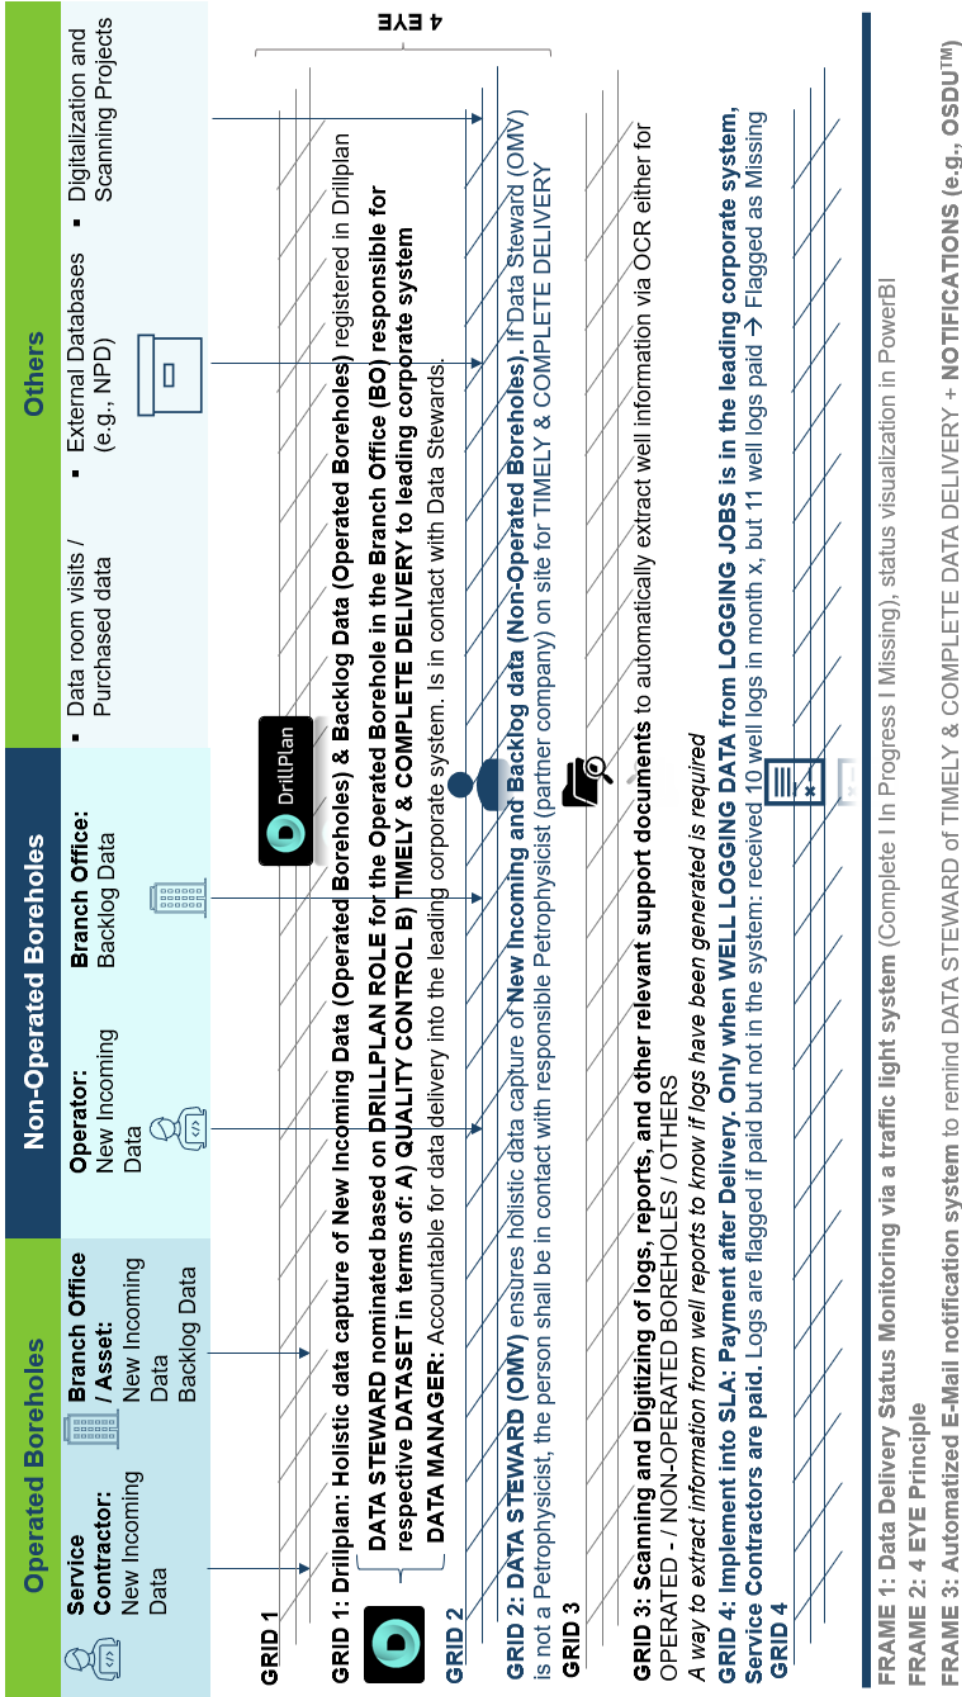 Operated Boreholes
Non-Operated Boreholes
Others
Service
Contractor:
New Incoming
Data
Branch Office
/ Asset:
New Incoming
Data
Backlog Data
Operator:
New Incoming
Data
Branch Office:
Backlog Data
▪ Data room visits /
Purchased data
▪ External Databases
(e.g., NPD)
▪ Digitalization and
Scanning Projects
GRID 1
DrillPlan
4 EYE
GRID 1: Drillplan: Holistic data capture of New Incoming Data (Operated Boreholes) & Backlog Data (Operated Boreholes) registered in Drillplan
DATA STEWARD nominated based on DRILLPLAN ROLE for the Operated Borehole in the Branch Office (BO) responsible for
respective DATASET in terms of: A) QUALITY CONTROL B) TIMELY & COMPLETE DELIVERY to leading corporate system
DATA MANAGER: Accountable for data delivery into the leading corporate system. Is in contact with Data Stewards.
GRID 2
GRID 2: DATA STEWARD (OMV) ensures holistic data capture of New Incoming and Backlog data (Non-Operated Boreholes). If Data Steward (OMV)
is not a Petrophysicist, the person shall be in contact with responsible Petrophysicist (partner company) on site for TIMELY & COMPLETE DELIVERY
GRID 3
GRID 3: Scanning and Digitizing of logs, reports, and other relevant support documents to automatically extract well information via OCR either for
OPERATED - / NON-OPERATED BOREHOLES / OTHERS
A way to extract information from well reports to know if logs have been generated is required
GRID 4: Implement into SLA: Payment after Delivery. Only when WELL LOGGING DATA from LOGGING JOBS is in the leading corporate system,
Service Contractors are paid. Logs are flagged if paid but not in the system: received 10 well logs in month x, but 11 well logs paid → Flagged as Missing
GRID 4
FRAME 1: Data Delivery Status Monitoring via a traffic light system (Complete I In Progress I Missing), status visualization in PowerBI
FRAME 2: 4 EYE Principle
FRAME 3: Automatized E-Mail notification system to remind DATA STEWARD of TIMELY & COMPLETE DATA DELIVERY + NOTIFICATIONS (e.g., OSDU™)